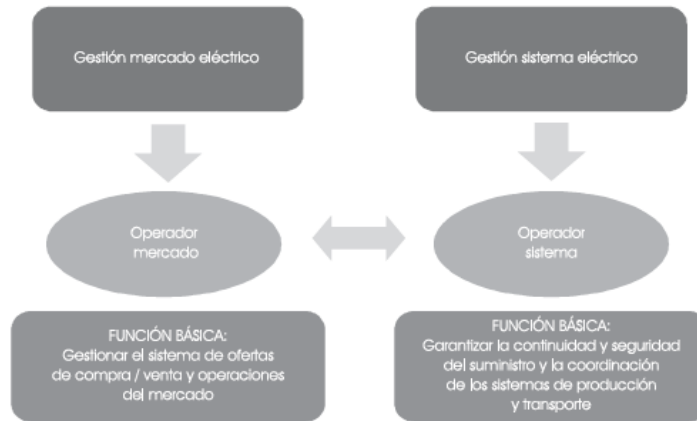 Gestión mercado eléctrico
Gestión sistema eléctrico
Operador
mercado
Operador
sistema
FUNCIÓN BÁSICA:
Gestionar el sistema de ofertas
de compra / venta y operaciones
del mercado
FUNCIÓN BÁSICA:
Garantizar la continuidad y seguridad
del suministro y la coordinación
de los sistemas de producción
y transporte